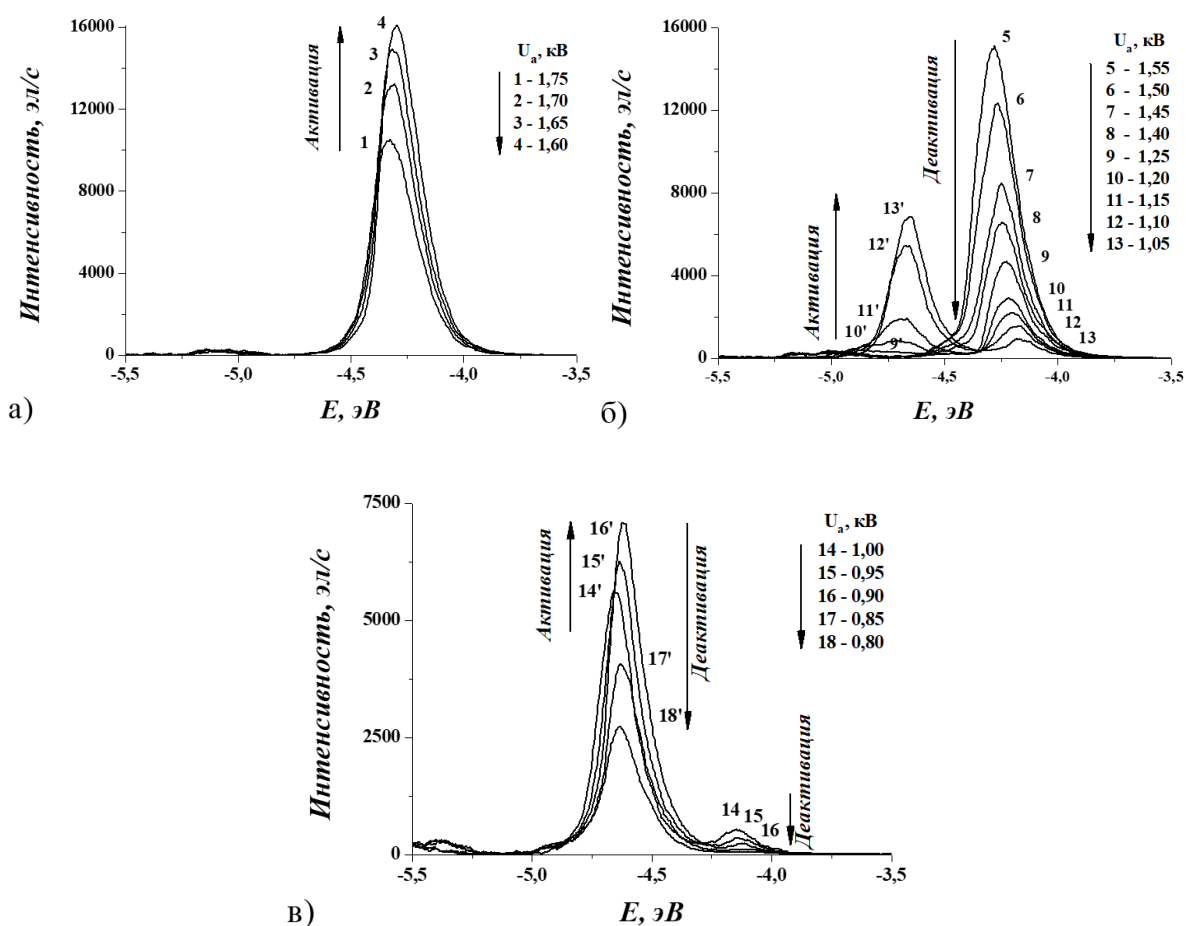 Интенсивность, эл/с
16000
12000
8000
4000
0
Активация
4
3
2
1
U_a, кВ
1 - 1,75
2 - 1,70
3 - 1,65
4 - 1,60
-5,5 -5,0 -4,5 -4,0 -3,5
E, эВ
а)
Интенсивность, эл/с
16000
12000
8000
4000
0
Активация
Деактивация
13'
12'
11'
10'
9'
5
6
7
8
9
10
11
12
13
U_a, кВ
5 - 1,55
6 - 1,50
7 - 1,45
8 - 1,40
9 - 1,25
10 - 1,20
11 - 1,15
12 - 1,10
13 - 1,05
-5,5 -5,0 -4,5 -4,0 -3,5
E, эВ
б)
Интенсивность, эл/с
7500
5000
2500
0
Активация
16'
15'
14'
17'
18'
Деактивация
14 15 16
Деактивация
U_a, кВ
14 - 1,00
15 - 0,95
16 - 0,90
17 - 0,85
18 - 0,80
-5,5 -5,0 -4,5 -4,0 -3,5
E, эВ
в)